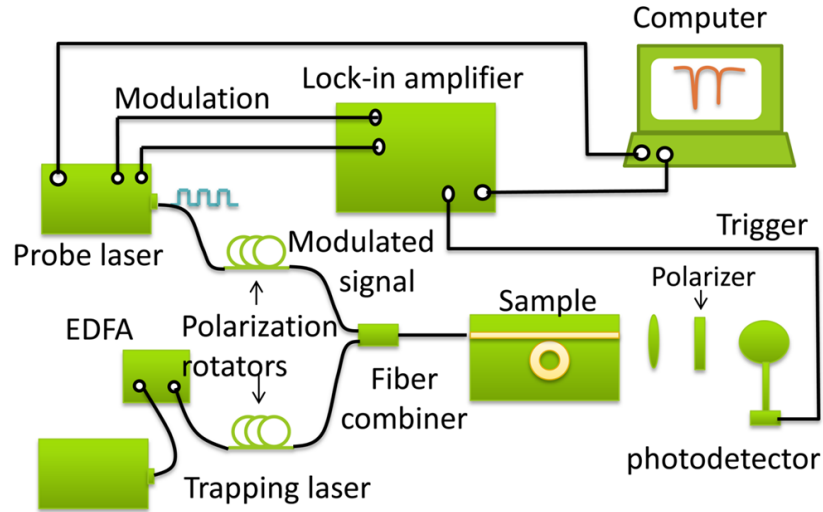 Computer
Lock-in amplifier
Modulation
Trigger
Probe laser
Modulated
signal
Polarizer
Sample
EDFA
Polarization
rotators
Fiber
combiner
photodetector
Trapping laser